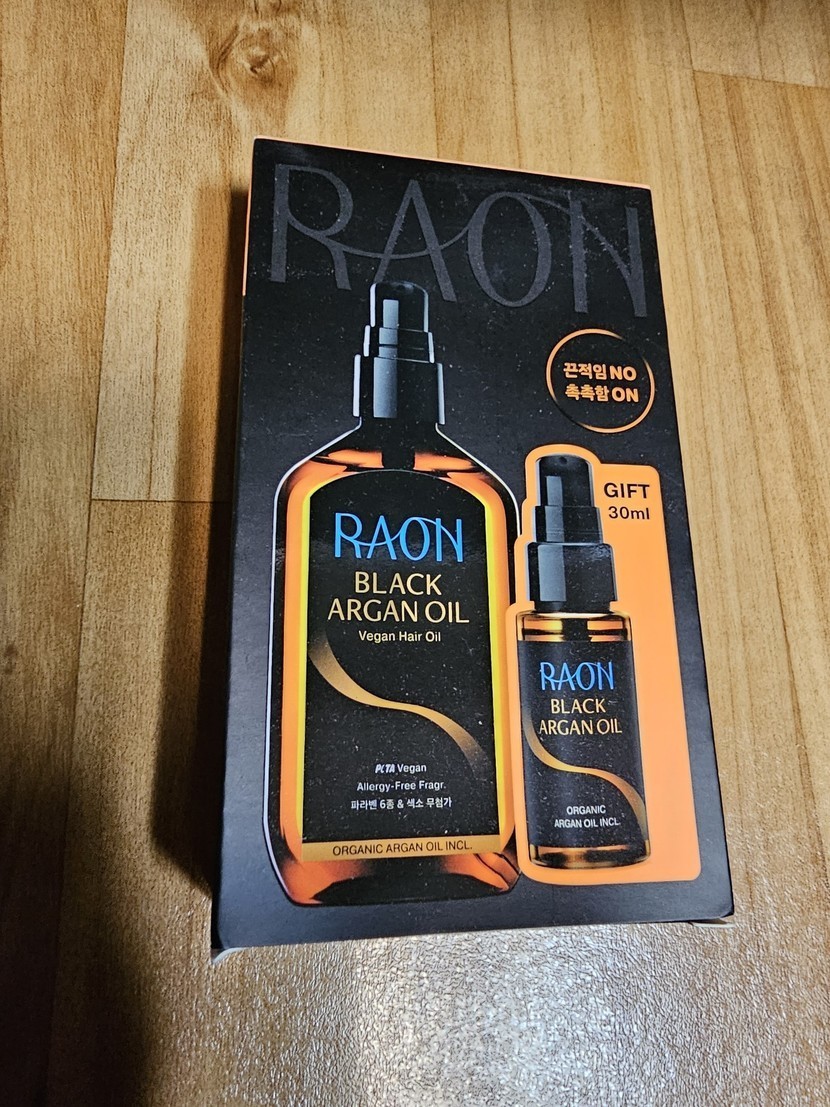 RAON
끈적임 NO
촉촉함 ON
GIFT
30ml
RAON
BLACK
ARGAN OIL
Vegan Hair Oil
PETA Vegan
Allergy-Free Fragr.
파라벤 6종 & 색소 무첨가
ORGANIC ARGAN OIL INCL.
RAON
BLACK
ARGAN OIL
ORGANIC
ARGAN OIL INCL.